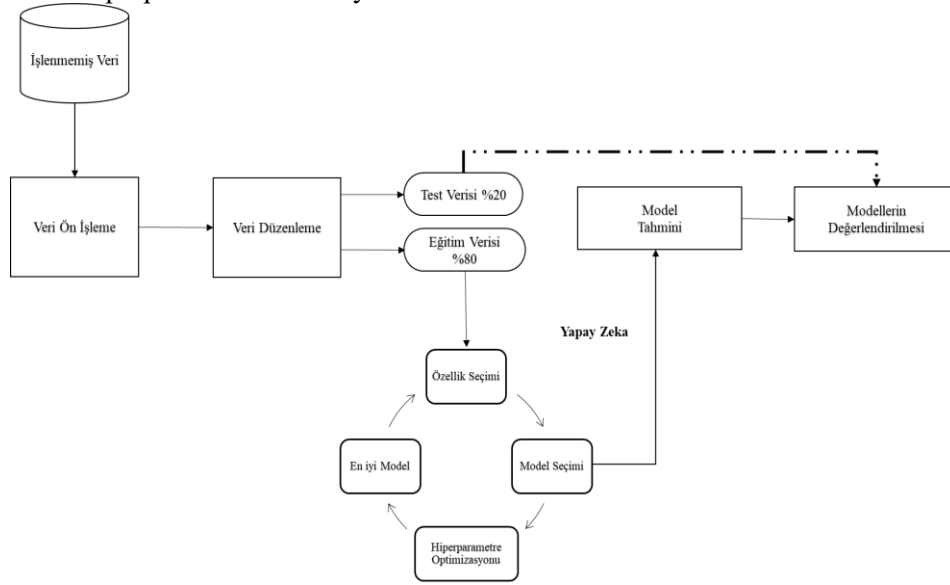 İşlenmemiş Veri
Veri Ön İşleme
Veri Düzenleme
Test Verisi %20
Eğitim Verisi
%80
Model
Tahmini
Modellerin
Değerlendirilmesi
Yapay Zeka
Özellik Seçimi
En iyi Model
Model Seçimi
Hiperparametre
Optimizasyonu